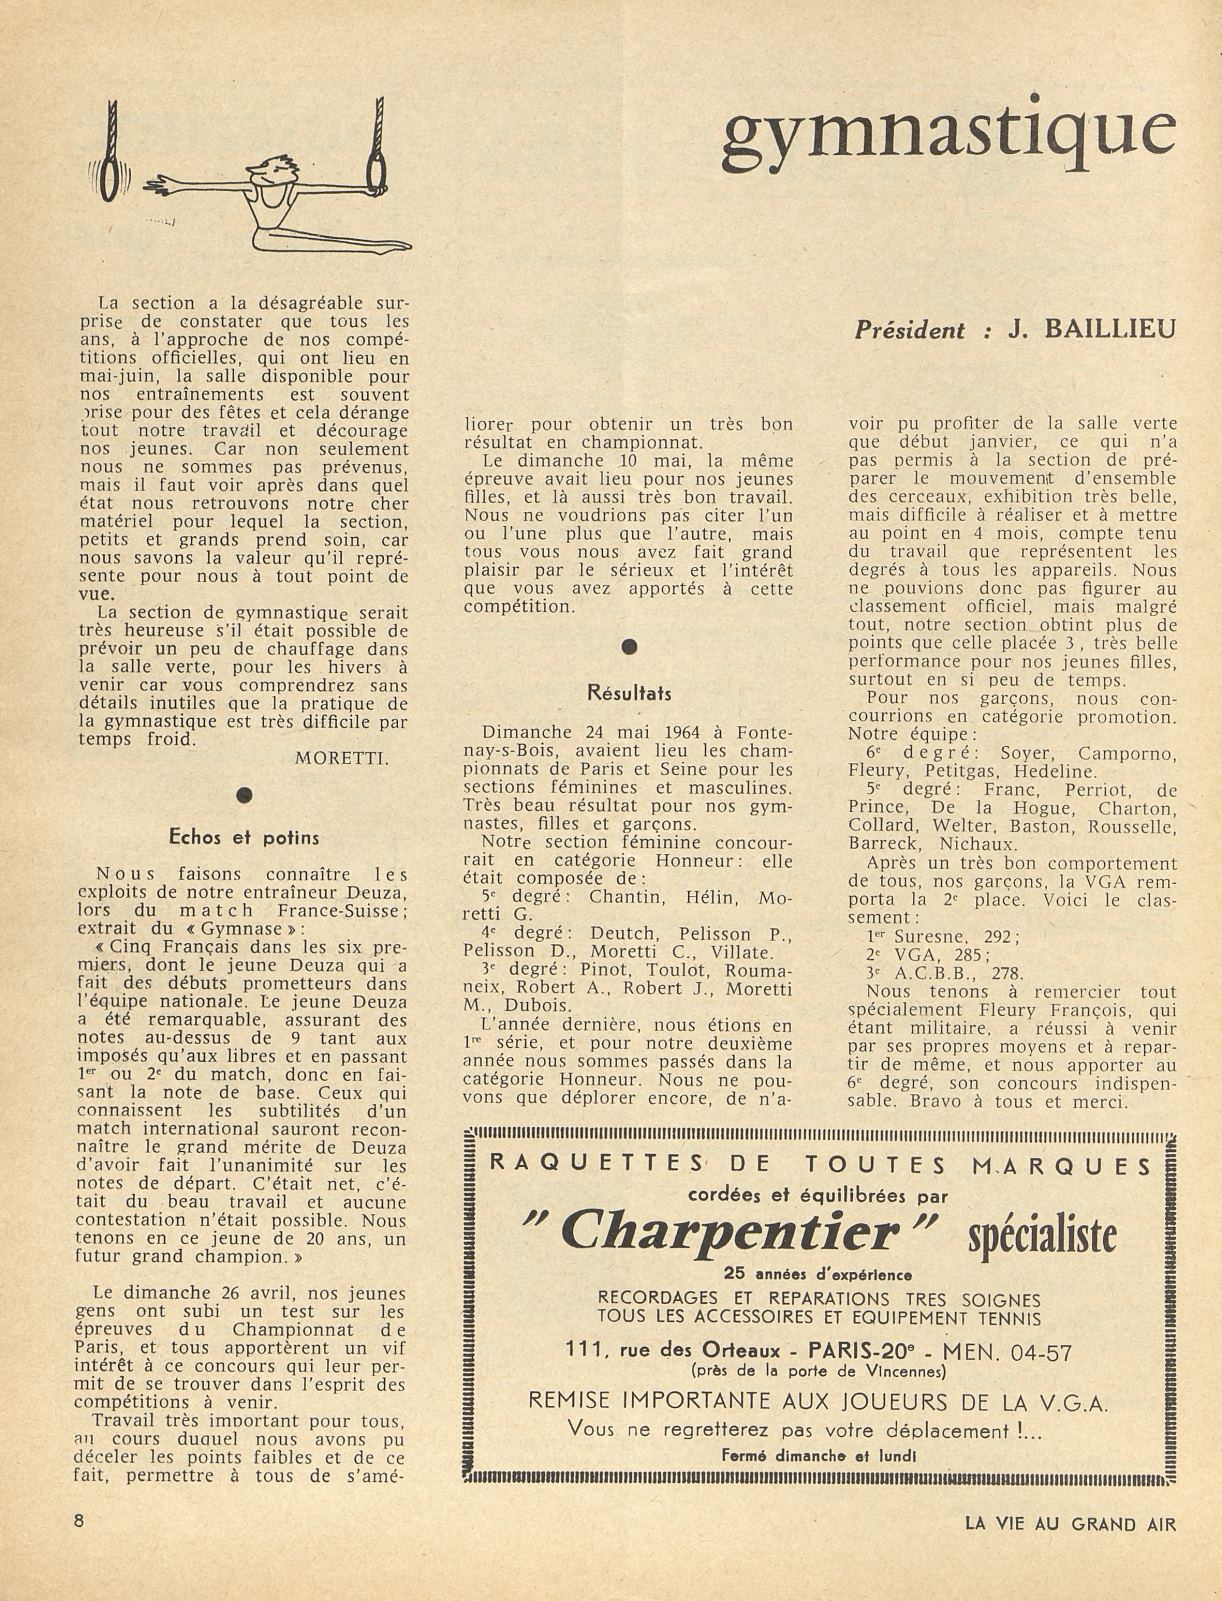 gymnastique
Président : J. BAILLIEU
La section a la désagréable sur-
prise de constater que tous les
ans, à l'approche de nos compé-
titions officielles, qui ont lieu en
mai-juin, la salle disponible pour
nos entraînements est souvent
prise pour des fêtes et cela dérange
tout notre travail et décourage
nos jeunes. Car non seulement
nous ne sommes pas prévenus,
mais il faut voir après dans quel
état nous retrouvons notre cher
matériel pour lequel la section,
petits et grands prend soin, car
nous savons la valeur qu'il repré-
sente pour nous à tout point de
vue.
La section de gymnastique serait
très heureuse s'il était possible de
prévoir un peu de chauffage dans
la salle verte, pour les hivers à
venir car vous comprendrez sans
détails inutiles que la pratique de
la gymnastique est très difficile par
temps froid.
MORETTI.
Echos et potins
Nous faisons connaître les
exploits de notre entraîneur Deuza,
lors du match France-Suisse ;
extrait du « Gymnase » :
« Cinq Français dans les six pre-
miers, dont le jeune Deuza qui a
fait des débuts prometteurs dans
l'équipe nationale. Le jeune Deuza
a été remarquable, assurant des
notes au-dessus de 9 tant aux
imposés qu'aux libres et en passant
1er ou 2e du match, donc en fai-
sant la note de base. Ceux qui
connaissent les subtilités d'un
match international sauront recon-
naître le grand mérite de Deuza
d'avoir fait l'unanimité sur les
notes de départ. C'était net, c'é-
tait du beau travail et aucune
contestation n'était possible. Nous
tenons en ce jeune de 20 ans, un
futur grand champion. »
Le dimanche 26 avril, nos jeunes
gens ont subi un test sur les
épreuves du Championnat de
Paris, et tous apportèrent un vif
intérêt à ce concours qui leur per-
mit de se trouver dans l'esprit des
compétitions à venir.
Travail très important pour tous,
au cours duquel nous avons pu
déceler les points faibles et de ce
fait, permettre à tous de s'amé-
liorer pour obtenir un très bon
résultat en championnat.
Le dimanche 10 mai, la même
épreuve avait lieu pour nos jeunes
filles, et là aussi très bon travail.
Nous ne voudrions pas citer l'un
ou l'une plus que l'autre, mais
tous vous nous avez fait grand
plaisir par le sérieux et l'intérêt
que vous avez apportés à cette
compétition.
Résultats
Dimanche 24 mai 1964 à Fonte-
nay-s-Bois, avaient lieu les cham-
pionnats de Paris et Seine pour les
sections féminines et masculines.
Très beau résultat pour nos gym-
nastes, filles et garçons.
Notre section féminine concour-
rait en catégorie Honneur : elle
était composée de :
5e degré : Chantin, Hélin, Mo-
retti G.
4e degré : Deutch, Pelisson P.,
Pelisson D., Moretti C., Villate.
3e degré : Pinot, Toulot, Rouma-
neix, Robert A., Robert J., Moretti
M., Dubois.
L'année dernière, nous étions en
1re série, et pour notre deuxième
année nous sommes passés dans la
catégorie Honneur. Nous ne pou-
vons que déplorer encore, de n'a-
voir pu profiter de la salle verte
que début janvier, ce qui n'a
pas permis à la section de pré-
parer le mouvement d'ensemble
des cerceaux, exhibition très belle,
mais difficile à réaliser et à mettre
au point en 4 mois, compte tenu
du travail que représentent les
degrés à tous les appareils. Nous
ne pouvions donc pas figurer au
classement officiel, mais malgré
tout, notre section obtint plus de
points que celle placée 3, très belle
performance pour nos jeunes filles,
surtout en si peu de temps.
Pour nos garçons, nous con-
courrions en catégorie promotion.
Notre équipe :
6e degré : Soyer, Camporno,
Fleury, Petitgas, Hedeline.
5e degré : Franc, Perriot, de
Prince, De la Hogue, Charton,
Collard, Welter, Baston, Rousselle,
Barreck, Nichaux.
Après un très bon comportement
de tous, nos garçons, la VGA rem-
porta la 2e place. Voici le clas-
sement :
1er Suresne, 292 ;
2e VGA, 285 ;
3e A.C.B.B., 278.
Nous tenons à remercier tout
spécialement Fleury François, qui
étant militaire, a réussi à venir
par ses propres moyens et à repar-
tir de même, et nous apporter au
6e degré, son concours indispen-
sable. Bravo à tous et merci.
RAQUETTES DE TOUTES MARQUES
cordées et équilibrées par
"Charpentier" spécialiste
25 années d'expérience
RECORDAGES ET REPARATIONS TRES SOIGNES
TOUS LES ACCESSOIRES ET EQUIPEMENT TENNIS
111, rue des Orteaux - PARIS-20e - MEN. 04-57
(près de la porte de Vincennes)
REMISE IMPORTANTE AUX JOUEURS DE LA V.G.A.
Vous ne regretterez pas votre déplacement !...
Fermé dimanche et lundi
8
LA VIE AU GRAND AIR